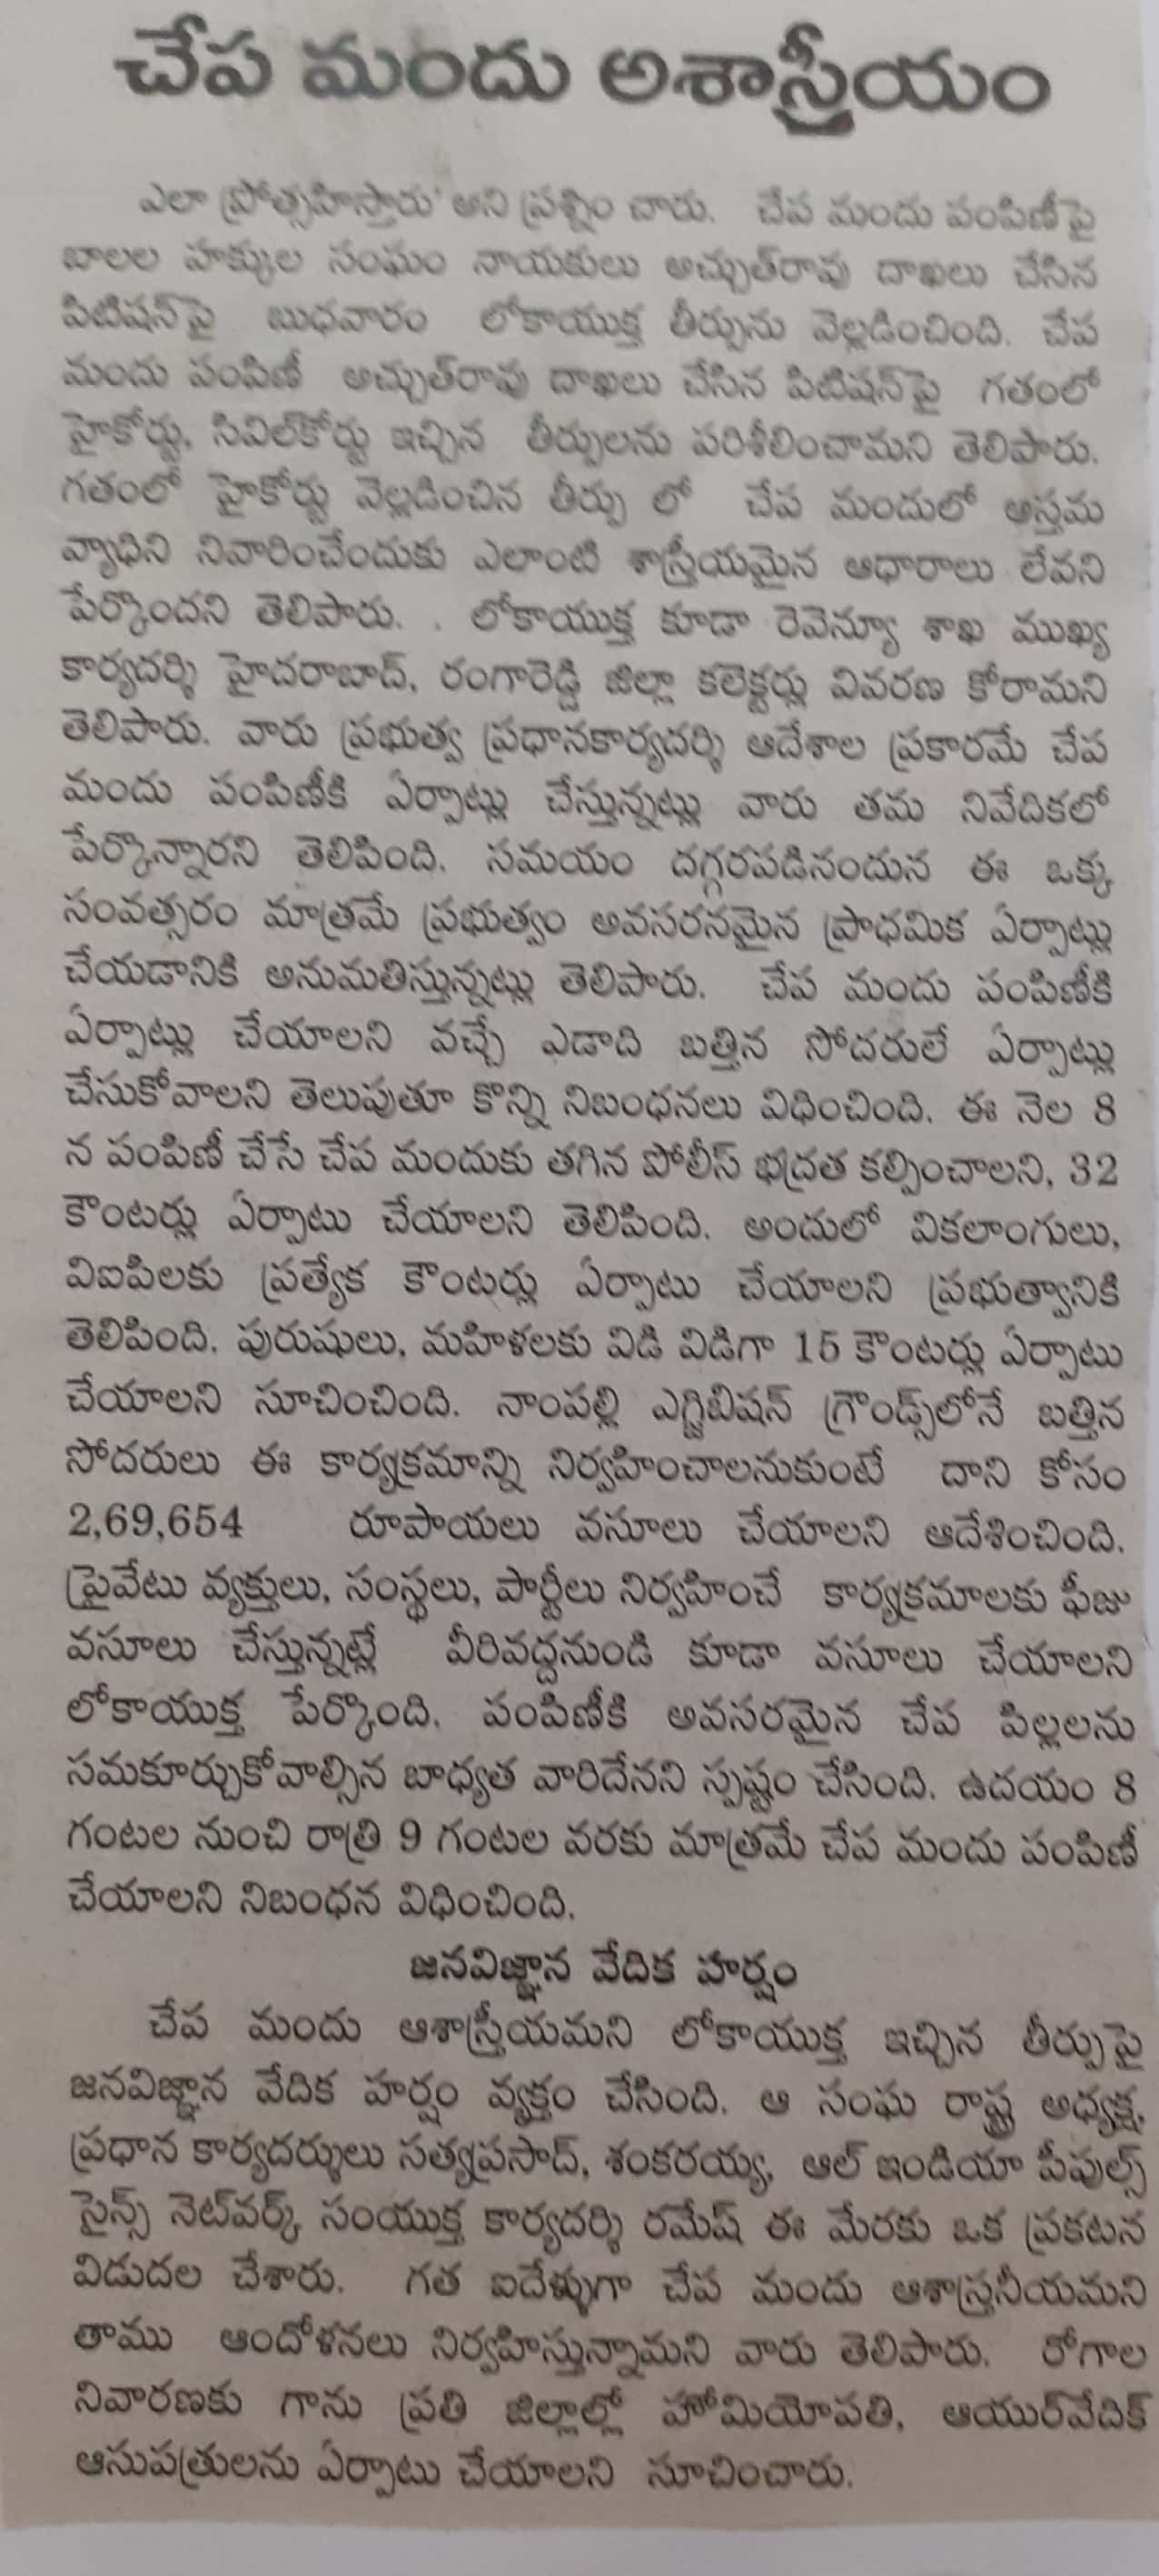 చేప మందు అశాస్త్రీయం
ఎలా ప్రోత్సహిస్తారు' అని ప్రశ్నిం చారు. చేప మందు పంపిణీపై
బాలల హక్కుల సంఘం నాయకులు అచ్యుత్‌రావు దాఖలు చేసిన
పిటిషన్‌పై బుధవారం లోకాయుక్త తీర్పును వెల్లడించింది. చేప
మందు పంపిణీ అచ్యుత్‌రావు దాఖలు చేసిన పిటిషన్‌పై గతంలో
హైకోర్టు, సివిల్‌కోర్టు ఇచ్చిన తీర్పులను పరిశీలించామని తెలిపారు.
గతంలో హైకోర్టు వెల్లడించిన తీర్పు లో చేప మందులో అస్తమ
వ్యాధిని నివారించేందుకు ఎలాంటి శాస్త్రీయమైన ఆధారాలు లేవని
పేర్కొందని తెలిపారు. . లోకాయుక్త కూడా రెవెన్యూ శాఖ ముఖ్య
కార్యదర్శి హైదరాబాద్, రంగారెడ్డి జిల్లా కలెక్టర్లు వివరణ కోరామని
తెలిపారు. వారు ప్రభుత్వ ప్రధానకార్యదర్శి ఆదేశాల ప్రకారమే చేప
మందు పంపిణీకి ఏర్పాట్లు చేస్తున్నట్లు వారు తమ నివేదికలో
పేర్కొన్నారని తెలిపింది. సమయం దగ్గరపడినందున ఈ ఒక్క
సంవత్సరం మాత్రమే ప్రభుత్వం అవసరనమైన ప్రాధమిక ఏర్పాట్లు
చేయడానికి అనుమతిస్తున్నట్లు తెలిపారు. చేప మందు పంపిణీకి
ఏర్పాట్లు చేయాలని వచ్చే ఎడాది బత్తిన సోదరులే ఏర్పాట్లు
చేసుకోవాలని తెలుపుతూ కొన్ని నిబంధనలు విధించింది. ఈ నెల 8
న పంపిణీ చేసే చేప మందుకు తగిన పోలీస్ భద్రత కల్పించాలని, 32
కౌంటర్లు ఏర్పాటు చేయాలని తెలిపింది. అందులో వికలాంగులు,
విఐపిలకు ప్రత్యేక కౌంటర్లు ఏర్పాటు చేయాలని ప్రభుత్వానికి
తెలిపింది. పురుషులు, మహిళలకు విడి విడిగా 15 కౌంటర్లు ఏర్పాటు
చేయాలని సూచించింది. నాంపల్లి ఎగ్జిబిషన్ గ్రౌండ్స్‌లోనే బత్తిన
సోదరులు ఈ కార్యక్రమాన్ని నిర్వహించాలనుకుంటే దాని కోసం
2,69,654 రూపాయలు వసూలు చేయాలని ఆదేశించింది.
ప్రైవేటు వ్యక్తులు, సంస్థలు, పార్టీలు నిర్వహించే కార్యక్రమాలకు ఫీజు
వసూలు చేస్తున్నట్లే వీరివద్దనుండి కూడా వసూలు చేయాలని
లోకాయుక్త పేర్కొంది. పంపిణీకి అవసరమైన చేప పిల్లలను
సమకూర్చుకోవాల్సిన బాధ్యత వారిదేనని స్పష్టం చేసింది. ఉదయం 8
గంటల నుంచి రాత్రి 9 గంటల వరకు మాత్రమే చేప మందు పంపిణీ
చేయాలని నిబంధన విధించింది.
జనవిజ్ఞాన వేదిక హర్షం
చేప మందు ఆశాస్త్రీయమని లోకాయుక్త ఇచ్చిన తీర్పుపై
జనవిజ్ఞాన వేదిక హర్షం వ్యక్తం చేసింది. ఆ సంఘ రాష్ట్ర అధ్యక్ష,
ప్రధాన కార్యదర్శులు సత్యప్రసాద్, శంకరయ్య, ఆల్ ఇండియా పీపుల్స్
సైన్స్ నెట్‌వర్క్ సంయుక్త కార్యదర్శి రమేష్ ఈ మేరకు ఒక ప్రకటన
విడుదల చేశారు. గత ఐదేళ్ళుగా చేప మందు ఆశాస్త్రనీయమని
తాము ఆందోళనలు నిర్వహిస్తున్నామని వారు తెలిపారు. రోగాల
నివారణకు గాను ప్రతి జిల్లాల్లో హోమియోపతి, ఆయుర్‌వేదిక్
ఆసుపత్రులను ఏర్పాటు చేయాలని సూచించారు.